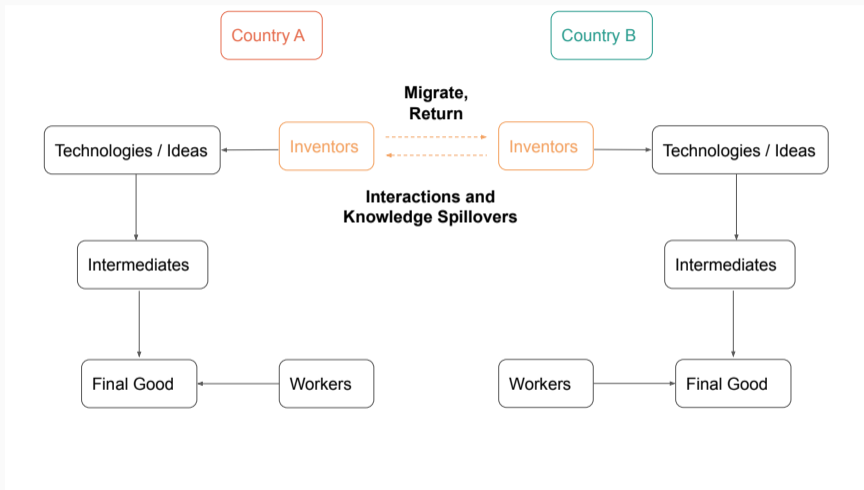 Country A
Country B
Migrate,
Return
Technologies / Ideas
Inventors
Inventors
Technologies / Ideas
Interactions and
Knowledge Spillovers
Intermediates
Intermediates
Final Good
Workers
Workers
Final Good